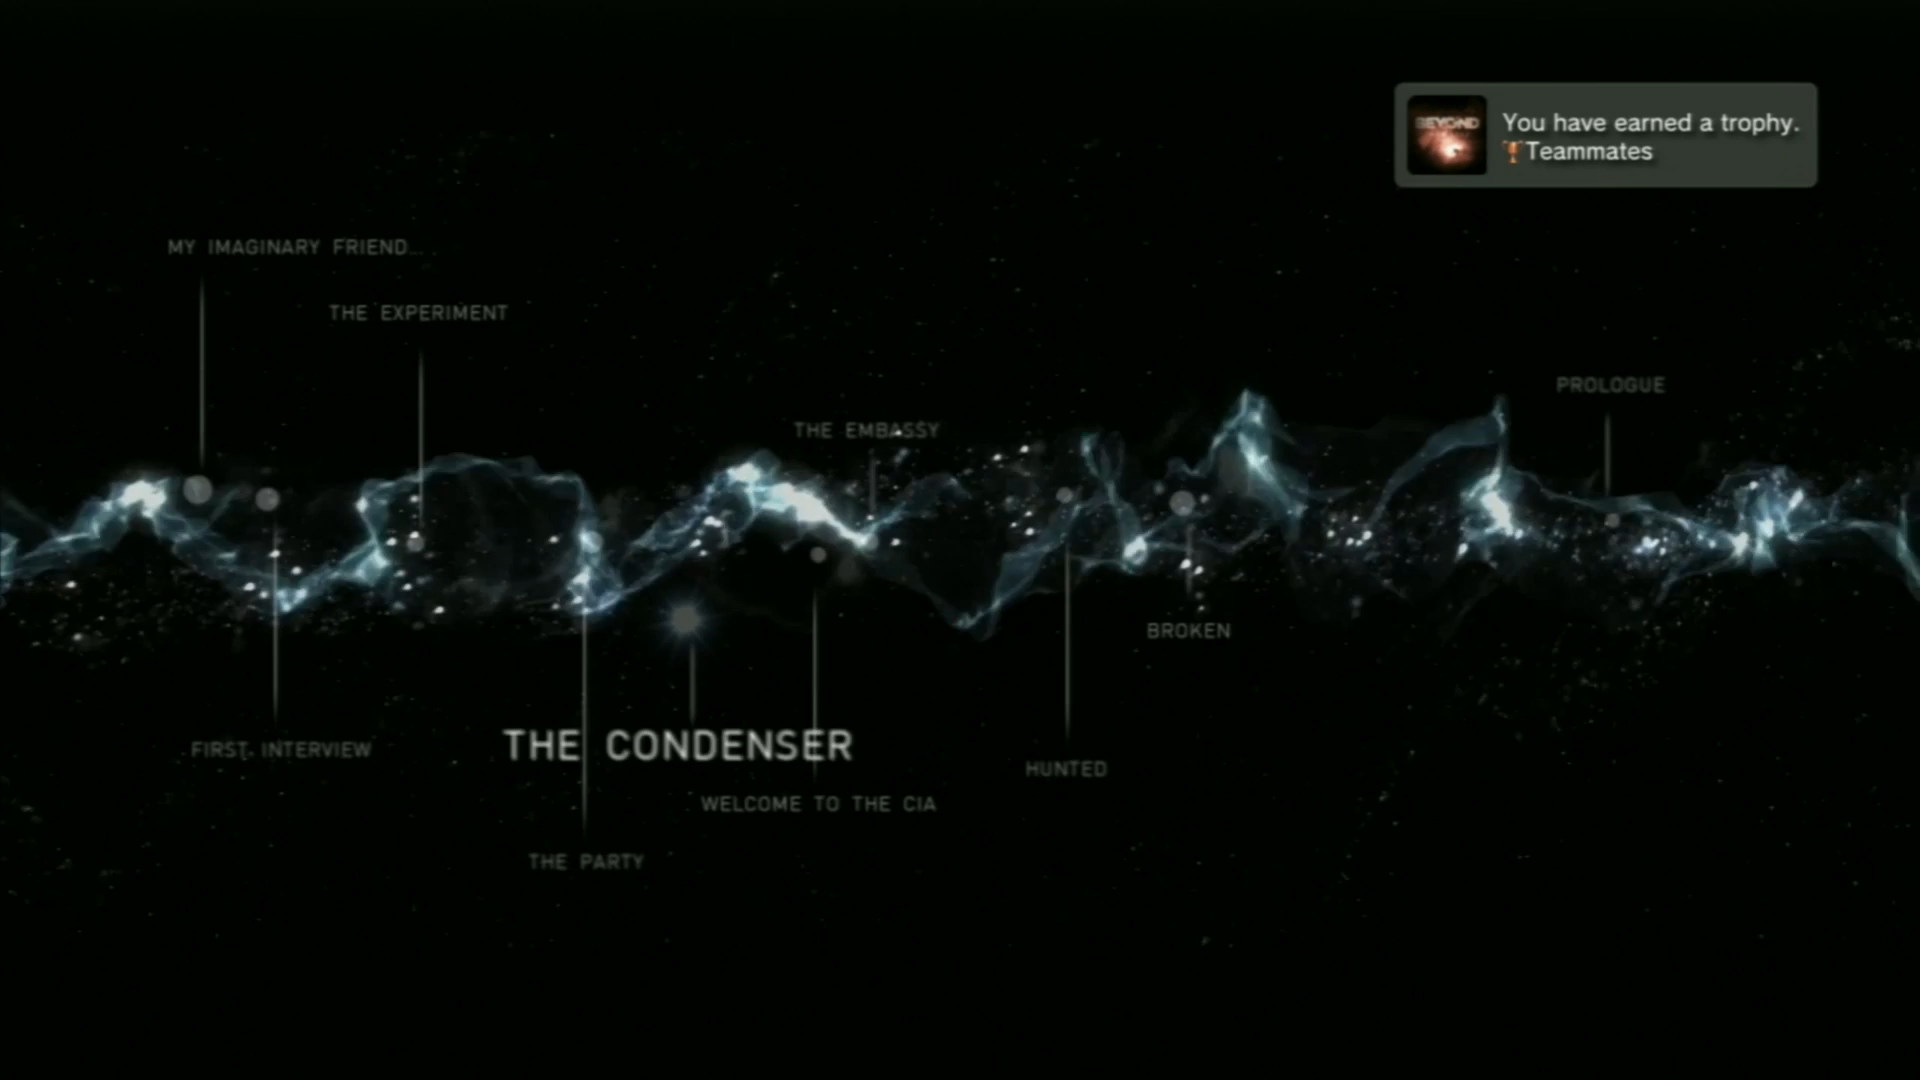 BEYOND
You have earned a trophy.
Teammates
MY IMAGINARY FRIEND...
THE EXPERIMENT
PROLOGUE
THE EMBASSY
BROKEN
FIRST INTERVIEW
THE CONDENSER
HUNTED
WELCOME TO THE CIA
THE PARTY